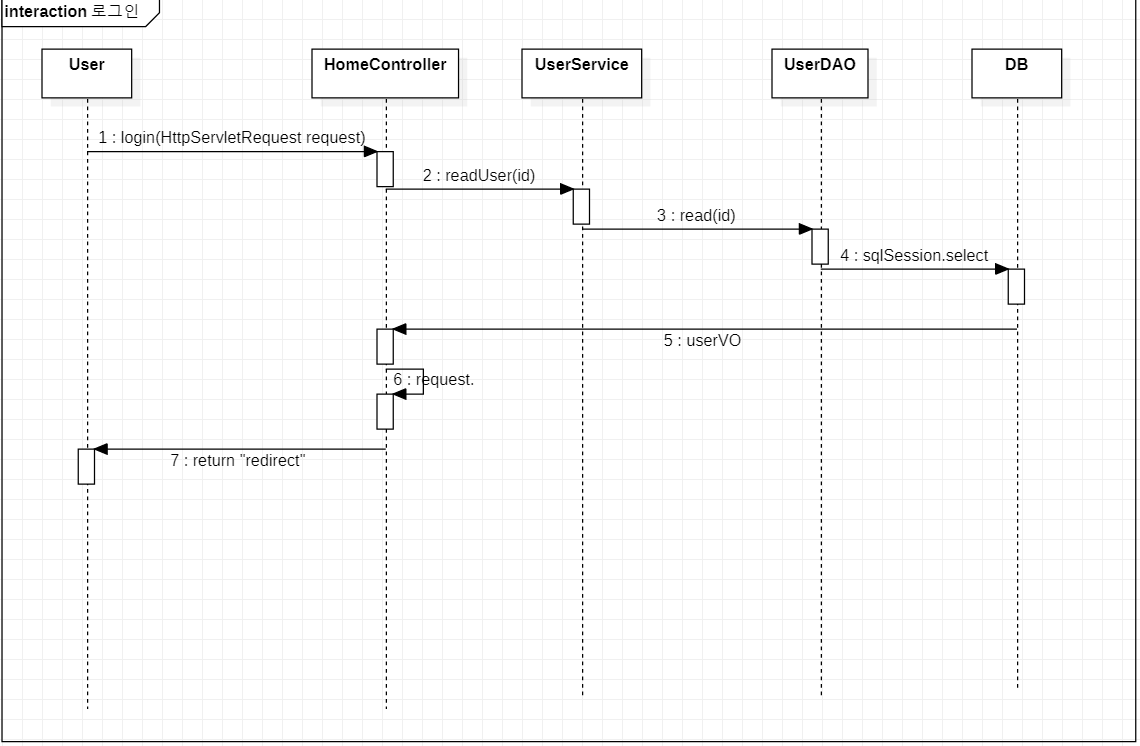 interaction 로그인
User
HomeController
UserService
UserDAO
DB
1 : login(HttpServletRequest request)
2 : readUser(id)
3 : read(id)
4 : sqlSession.select
5 : userVO
6 : request.
7 : return "redirect"